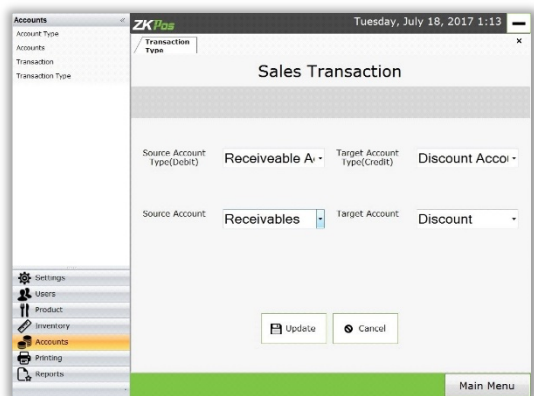 Accounts
Account Type
Accounts
Transaction
Transaction Type
Settings
Users
Product
Inventory
Accounts
Printing
Reports
ZKPos
Tuesday, July 18, 2017 1:13
Transaction
Type
Sales Transaction
Source Account
Type(Debit)
Receiveable A
Target Account
Type(Credit)
Discount Acco
Source Account
Receivables
Target Account
Discount
Update
Cancel
Main Menu